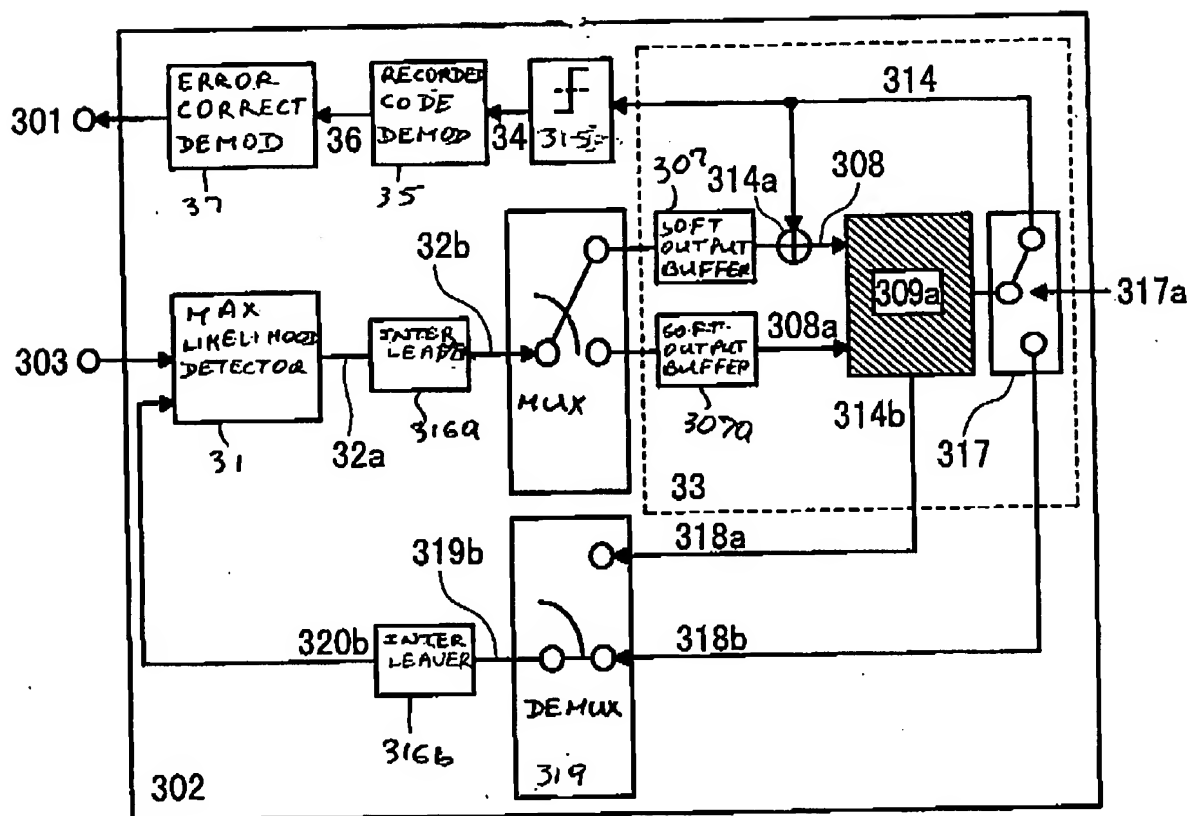 314
ERROR
CORRECT
DEMOD
37
36
RECORDED
CODE
DEMOD
35
34
315
301
307
314a
308
32b
SOFT
OUTPUT
BUFFER
309a
317a
303
MAX
LIKELIHOOD
DETECTOR
31
32a
INTER
LEAVER
316a
MUX
SOFT-
OUTPUT
BUFFER
307a
308a
314b
317
33
318a
319b
320b
INTER
LEAVER
316b
318b
DEMUX
319
302